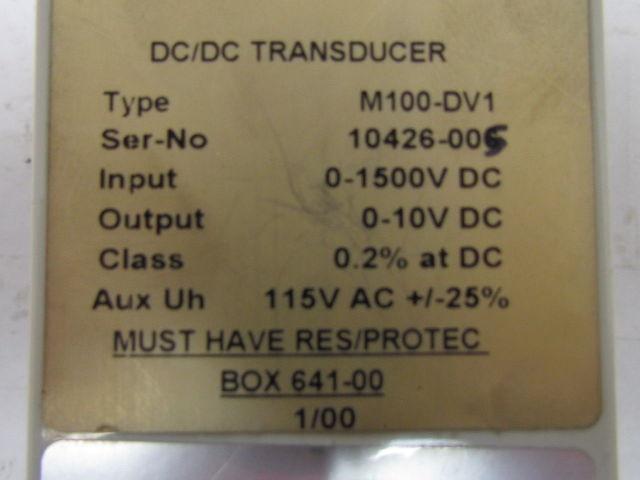 DC/DC TRANSDUCER
Type M100-DV1
Ser-No 10426-005
Input 0-1500V DC
Output 0-10V DC
Class 0.2% at DC
Aux Uh 115V AC +/-25%
MUST HAVE RES/PROTEC
BOX 641-00
1/00